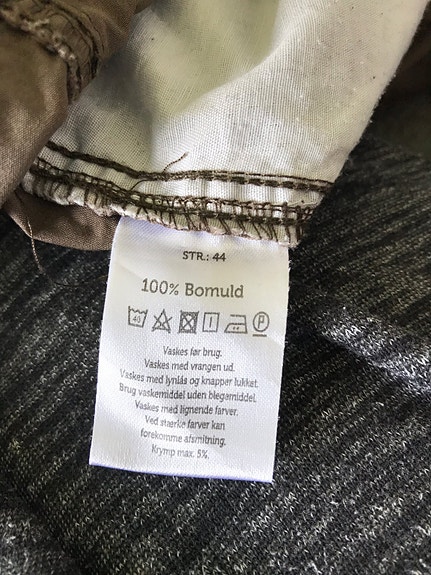 STR.: 44
100% Bomuld
40 P
Vaskes før brug.
Vaskes med vrangen ud.
Vaskes med lynlås og knapper lukket.
Brug vaskemiddel uden blegemiddel.
Vaskes med lignende farver.
Ved stærke farver kan
forekomme afsmitning.
Krymp max. 5%.